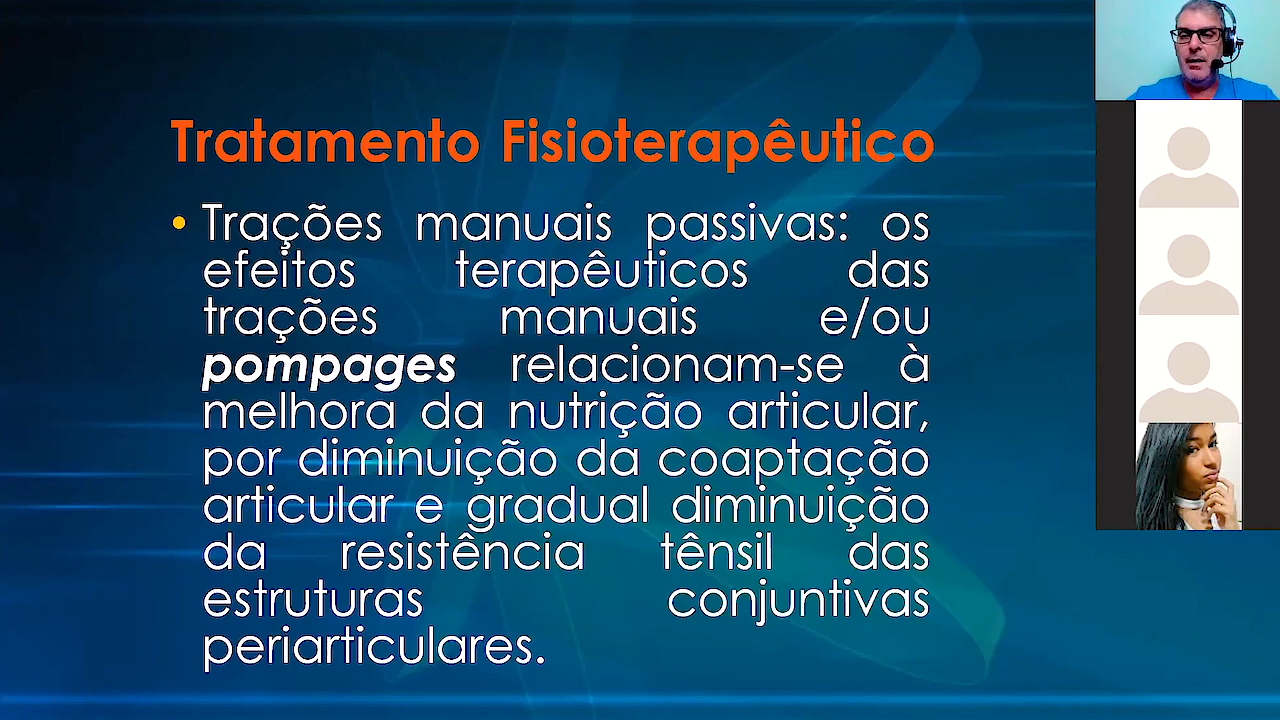 Tratamento Fisioterapêutico
• Trações manuais passivas: os
efeitos terapêuticos das
trações manuais e/ou
pompages relacionam-se à
melhora da nutrição articular,
por diminuição da coaptação
articular e gradual diminuição
da resistência tênsil das
estruturas conjuntivas
periarticulares.